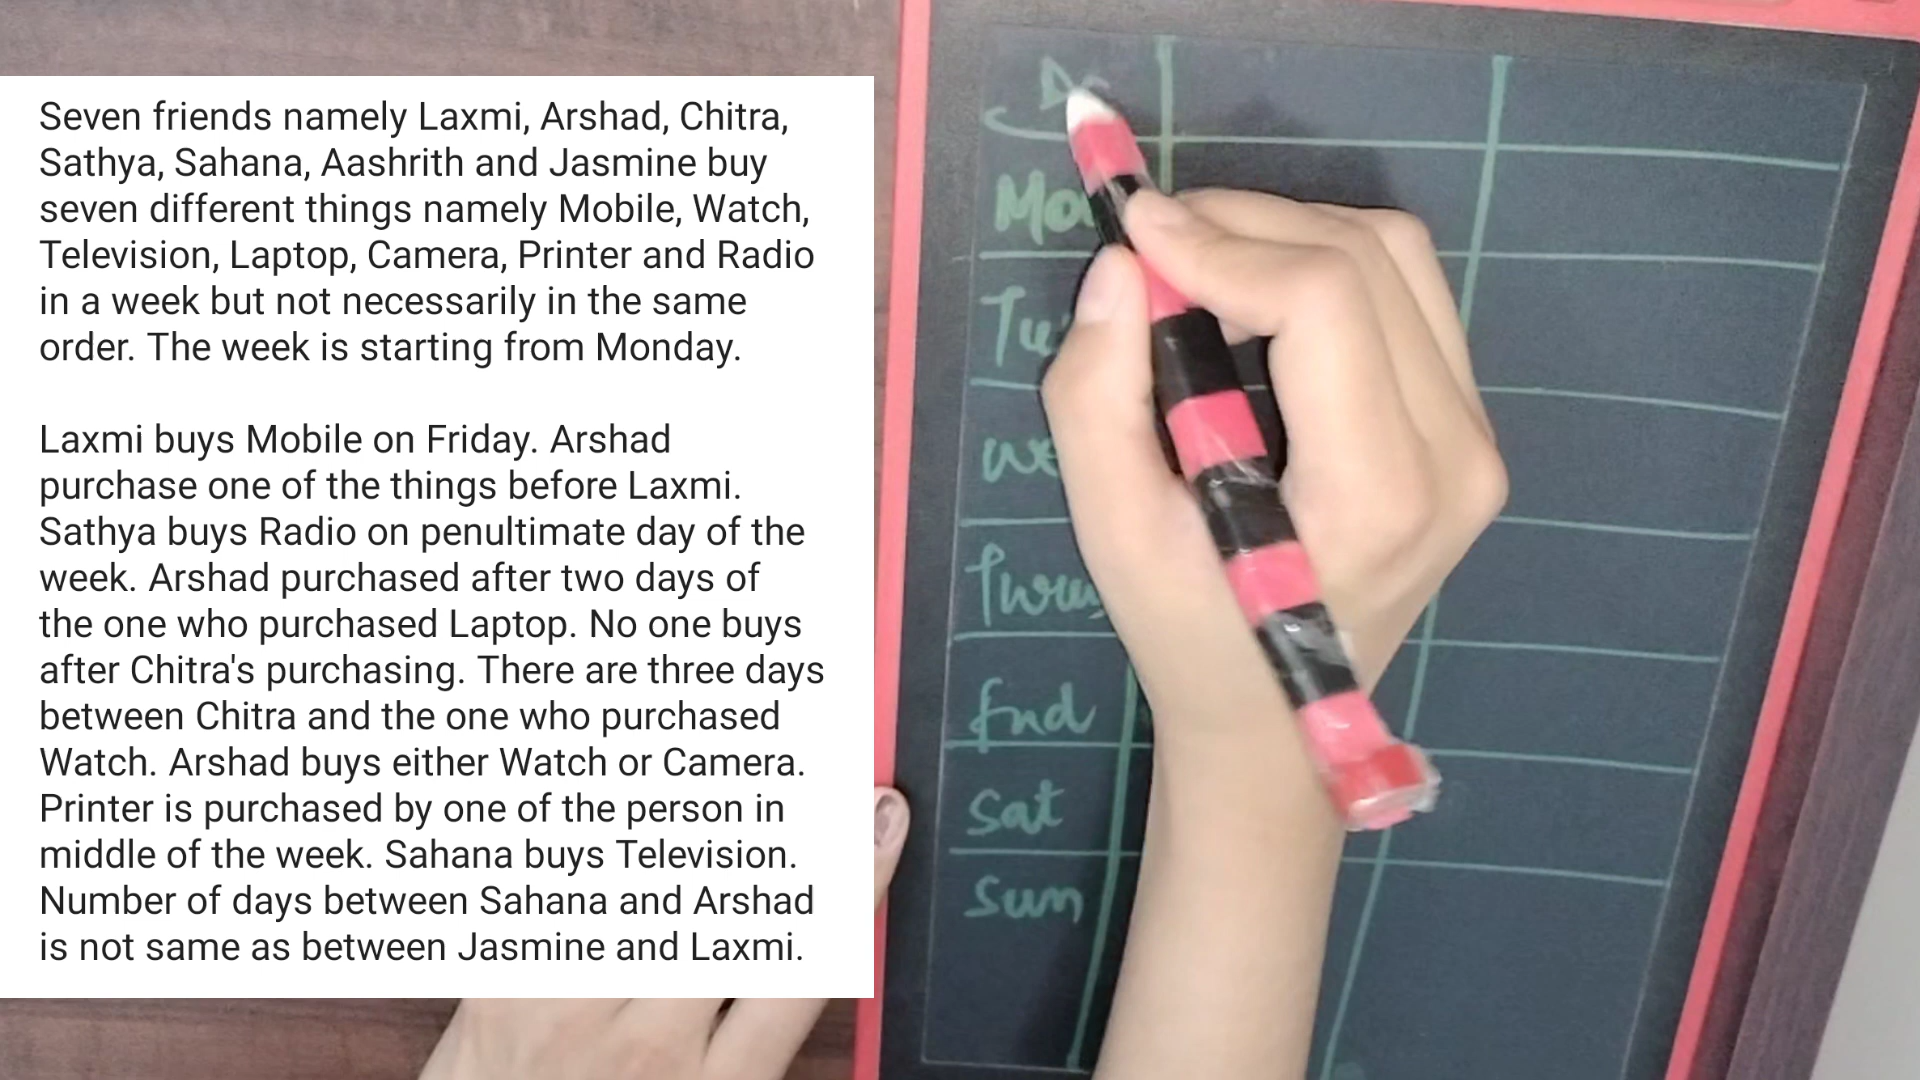 Seven friends namely Laxmi, Arshad, Chitra,
Sathya, Sahana, Aashrith and Jasmine buy
seven different things namely Mobile, Watch,
Television, Laptop, Camera, Printer and Radio
in a week but not necessarily in the same
order. The week is starting from Monday.
Laxmi buys Mobile on Friday. Arshad
purchase one of the things before Laxmi.
Sathya buys Radio on penultimate day of the
week. Arshad purchased after two days of
the one who purchased Laptop. No one buys
after Chitra's purchasing. There are three days
between Chitra and the one who purchased
Watch. Arshad buys either Watch or Camera.
Printer is purchased by one of the person in
middle of the week. Sahana buys Television.
Number of days between Sahana and Arshad
is not same as between Jasmine and Laxmi.
Sat
Sun